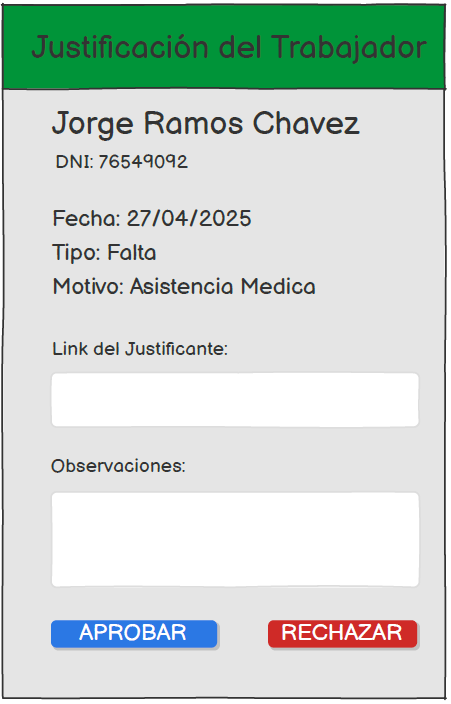 Justificación del Trabajador
Jorge Ramos Chavez
DNI: 76549092
Fecha: 27/04/2025
Tipo: Falta
Motivo: Asistencia Medica
Link del Justificante:
Observaciones:
APROBAR
RECHAZAR